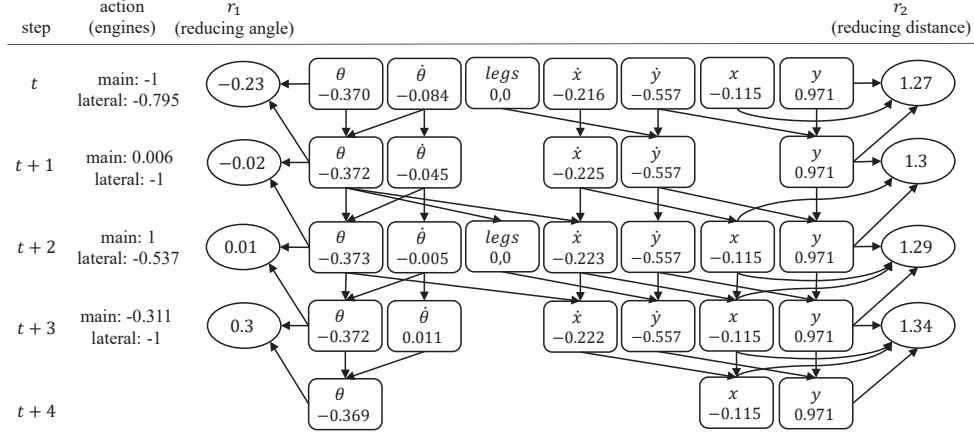 step
action
(engines)
r₁
(reducing angle)
r₂
(reducing distance)
t
main: -1
lateral: -0.795
−0.23
θ
−0.370
θ̇
−0.084
legs
0,0
ẋ
−0.216
ẏ
−0.557
x
−0.115
y
0.971
1.27
t + 1
main: 0.006
lateral: -1
−0.02
θ
−0.372
θ̇
−0.045
ẋ
−0.225
ẏ
−0.557
y
0.971
1.3
t + 2
main: 1
lateral: -0.537
0.01
θ
−0.373
θ̇
−0.005
legs
0,0
ẋ
−0.223
ẏ
−0.557
x
−0.115
y
0.971
1.29
t + 3
main: -0.311
lateral: -1
0.3
θ
−0.372
θ̇
0.011
ẋ
−0.222
ẏ
−0.557
x
−0.115
y
0.971
1.34
t + 4
θ
−0.369
x
−0.115
y
0.971